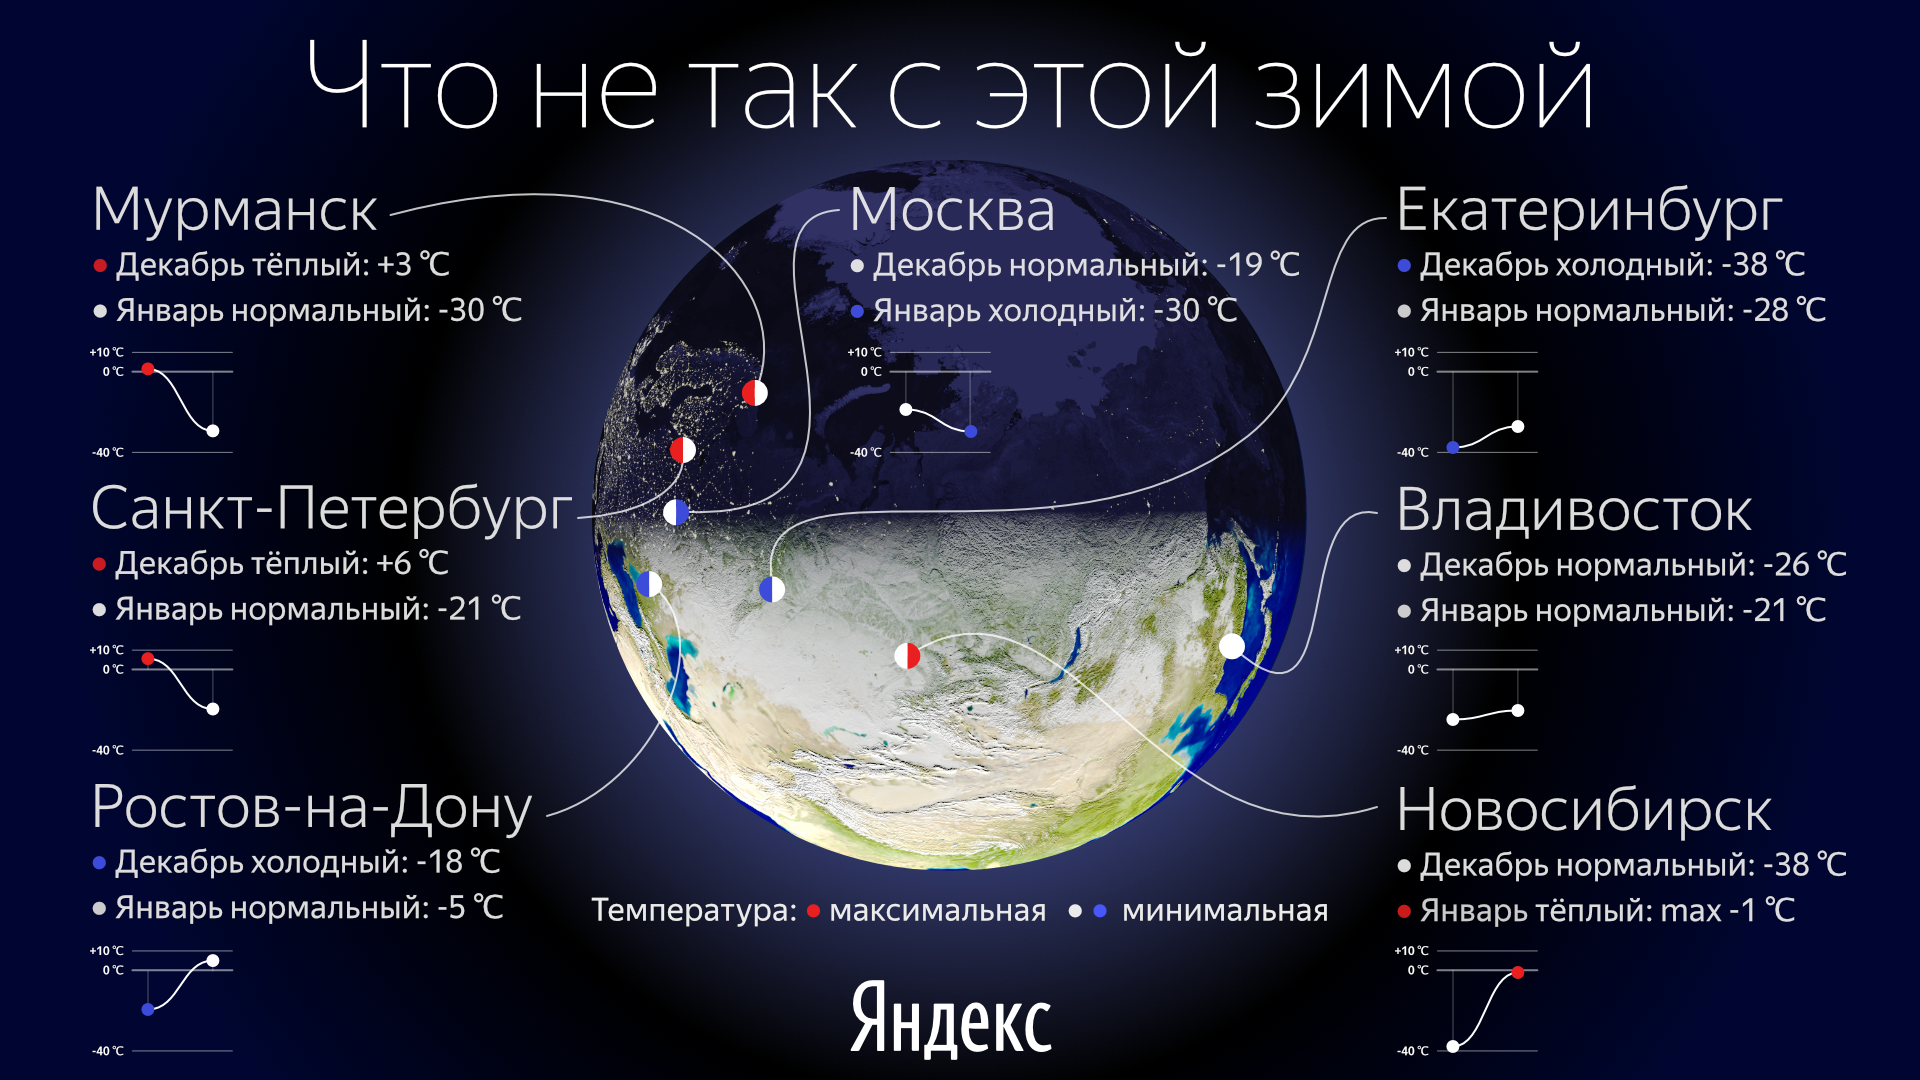 Что не так с этой зимой
Мурманск
Декабрь тёплый: +3 °C
Январь нормальный: -30 °C
+10 °C
0 °C
-40 °C
Москва
Декабрь нормальный: -19 °C
Январь холодный: -30 °C
+10 °C
0 °C
-40 °C
Екатеринбург
Декабрь холодный: -38 °C
Январь нормальный: -28 °C
+10 °C
0 °C
-40 °C
Санкт-Петербург
Декабрь тёплый: +6 °C
Январь нормальный: -21 °C
+10 °C
0 °C
-40 °C
Владивосток
Декабрь нормальный: -26 °C
Январь нормальный: -21 °C
+10 °C
0 °C
-40 °C
Ростов-на-Дону
Декабрь холодный: -18 °C
Январь нормальный: -5 °C
+10 °C
0 °C
-40 °C
Новосибирск
Декабрь нормальный: -38 °C
Январь тёплый: max -1 °C
+10 °C
0 °C
-40 °C
Температура: максимальная минимальная
Яндекс